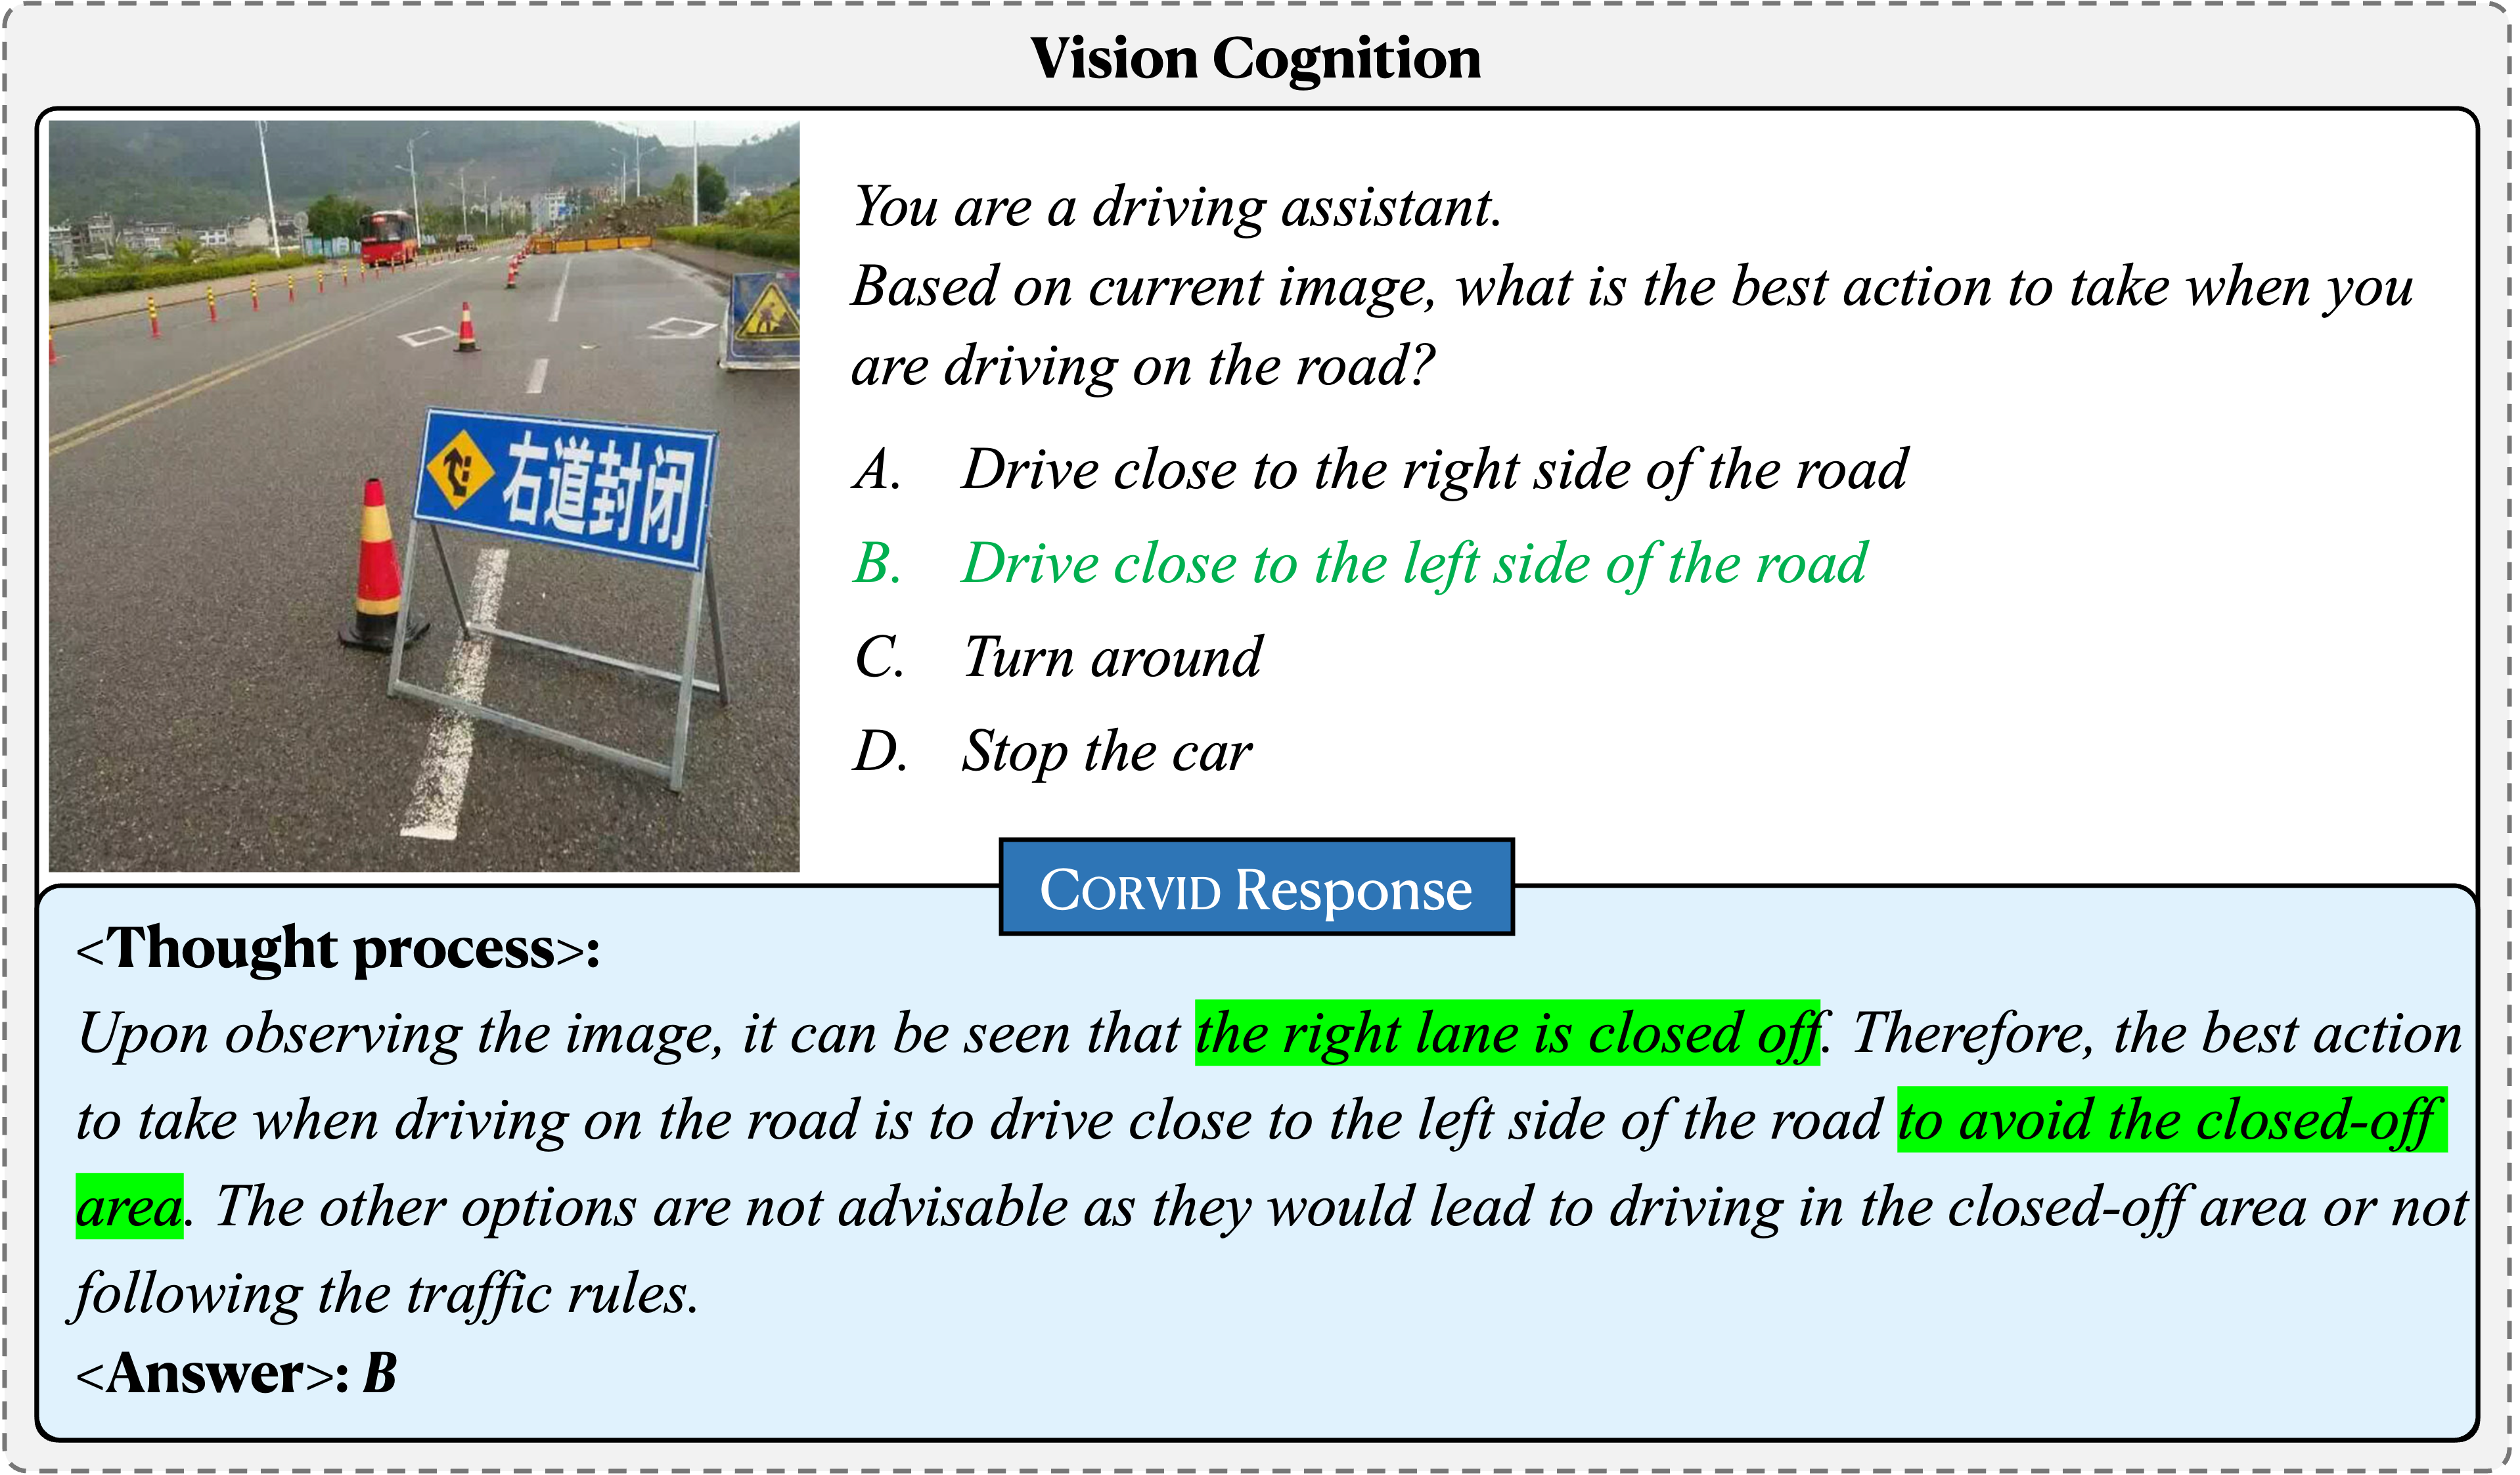 Vision Cognition
右道封闭
You are a driving assistant.
Based on current image, what is the best action to take when you
are driving on the road?
A. Drive close to the right side of the road
B. Drive close to the left side of the road
C. Turn around
D. Stop the car
CORVID Response
<Thought process>:
Upon observing the image, it can be seen that the right lane is closed off. Therefore, the best action
to take when driving on the road is to drive close to the left side of the road to avoid the closed-off
area. The other options are not advisable as they would lead to driving in the closed-off area or not
following the traffic rules.
<Answer>: B